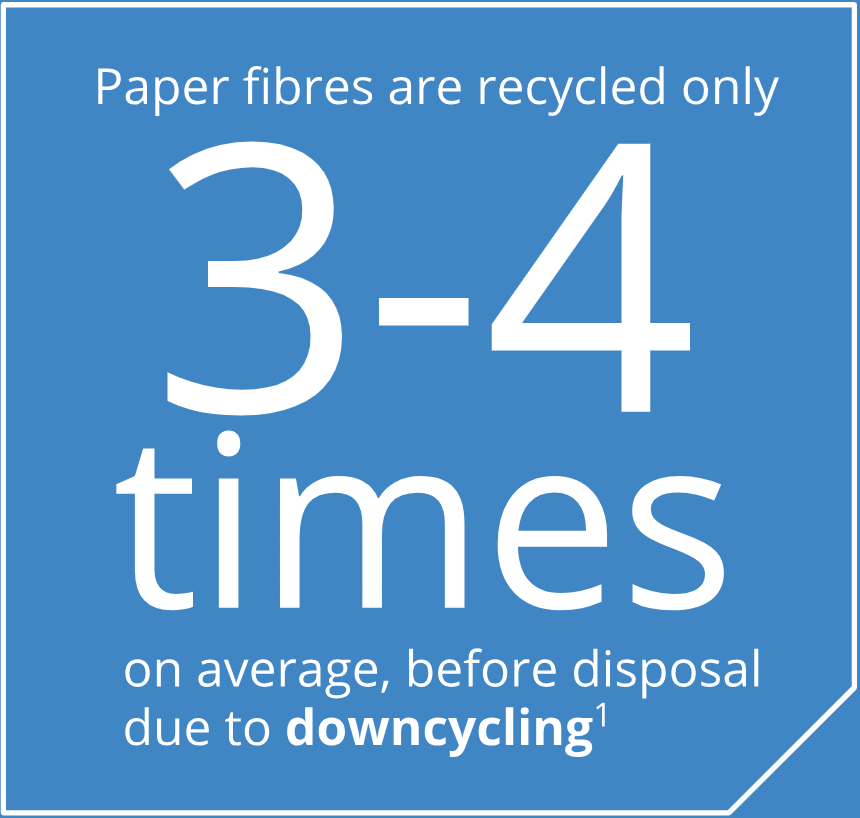 Paper fibres are recycled only
3-4
times
on average, before disposal
due to downcycling¹